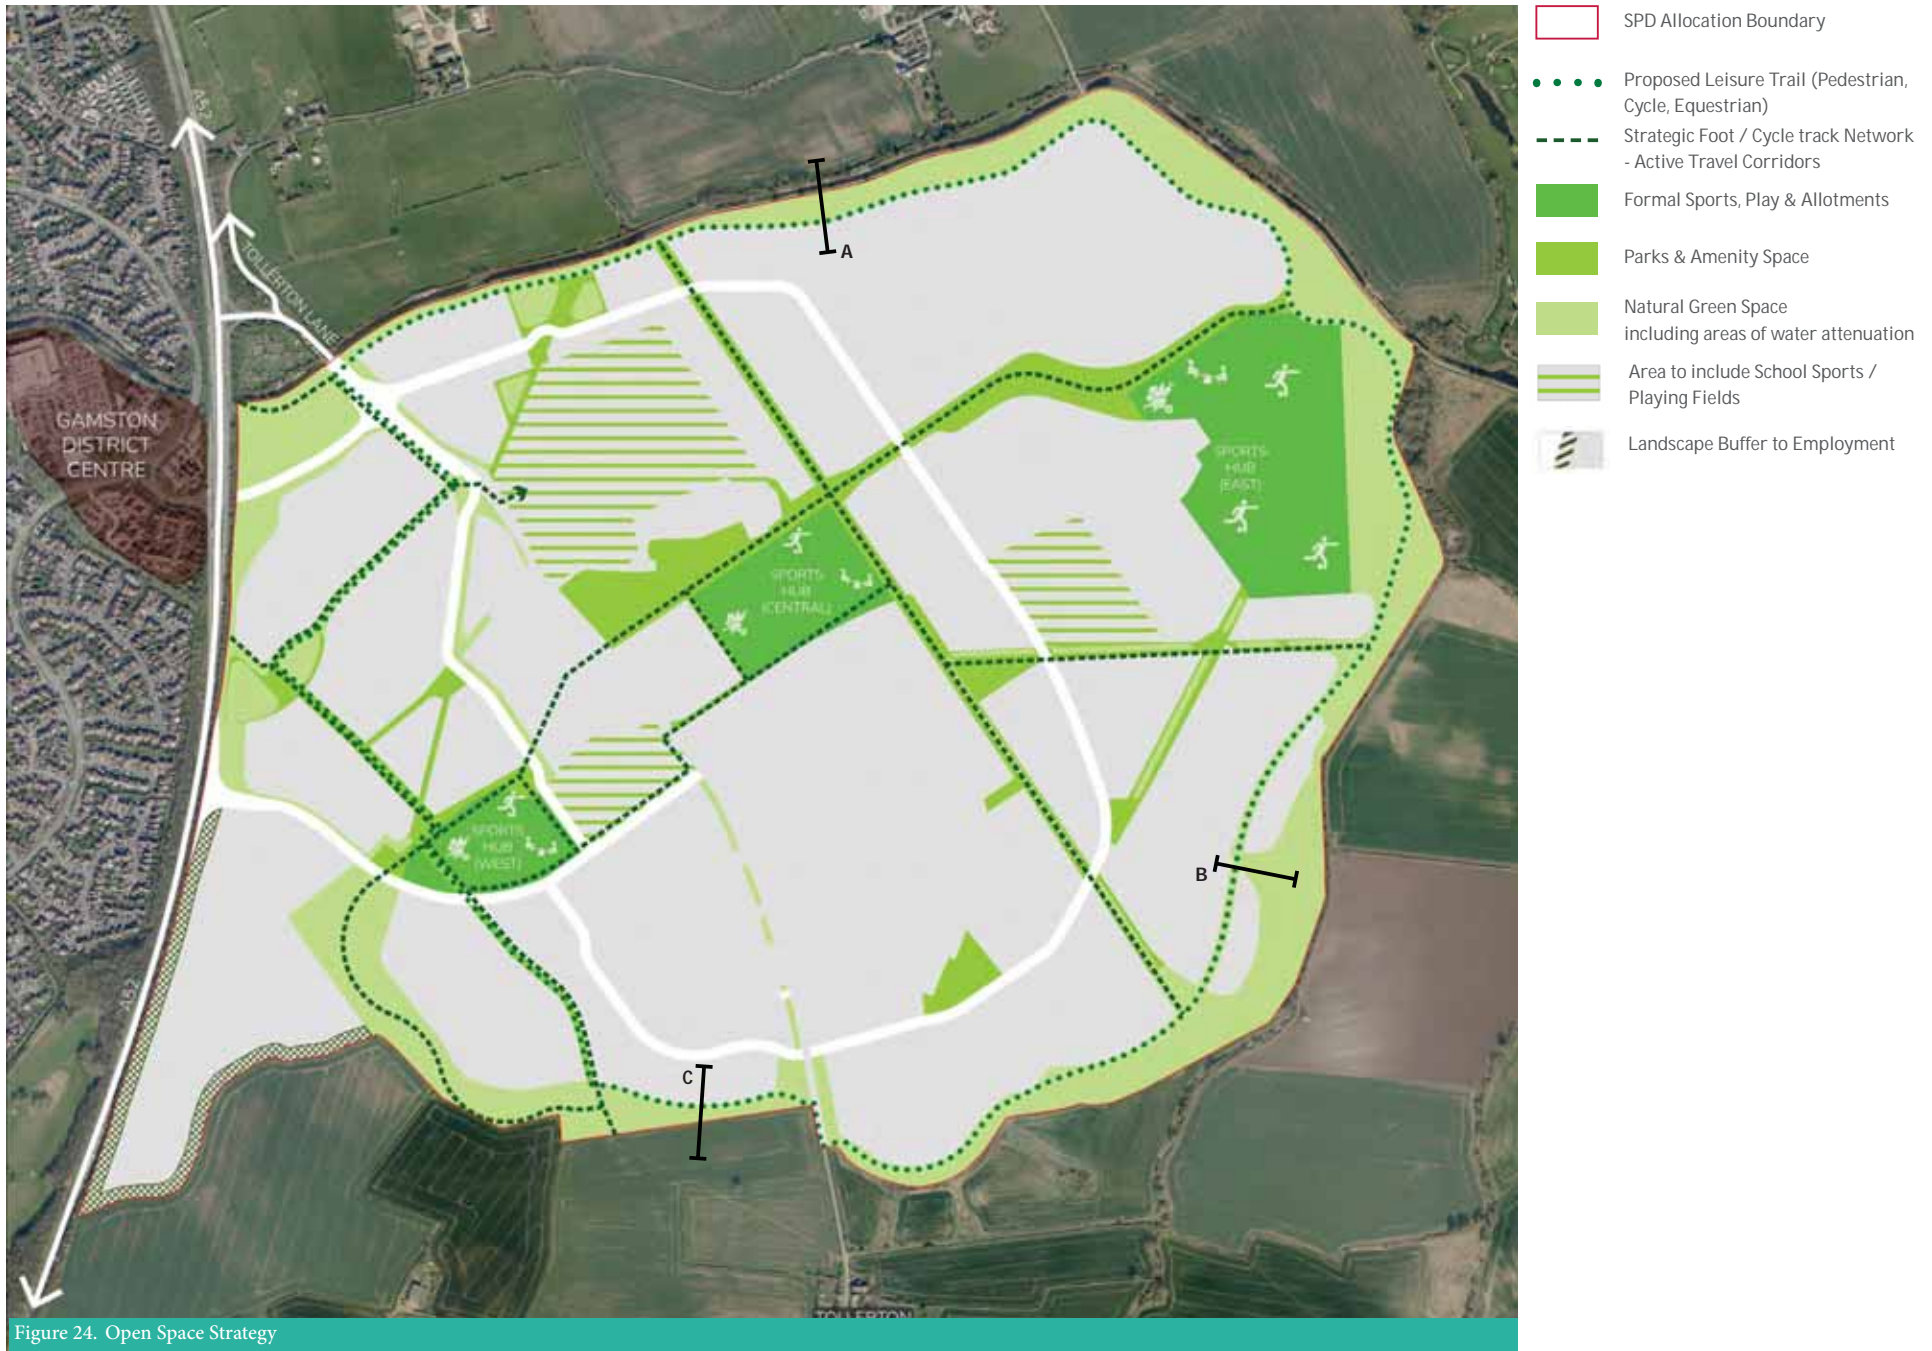 A52
TOLLERTON LANE
GAMSTON
DISTRICT
CENTRE
A
SPORTS
HUB
(EAST)
SPORTS
HUB
(CENTRAL)
SPORTS
HUB
(WEST)
B
A52
C
TOLLERTON
Figure 24. Open Space Strategy
SPD Allocation Boundary
Proposed Leisure Trail (Pedestrian,
Cycle, Equestrian)
Strategic Foot / Cycle track Network
- Active Travel Corridors
Formal Sports, Play & Allotments
Parks & Amenity Space
Natural Green Space
including areas of water attenuation
Area to include School Sports /
Playing Fields
Landscape Buffer to Employment